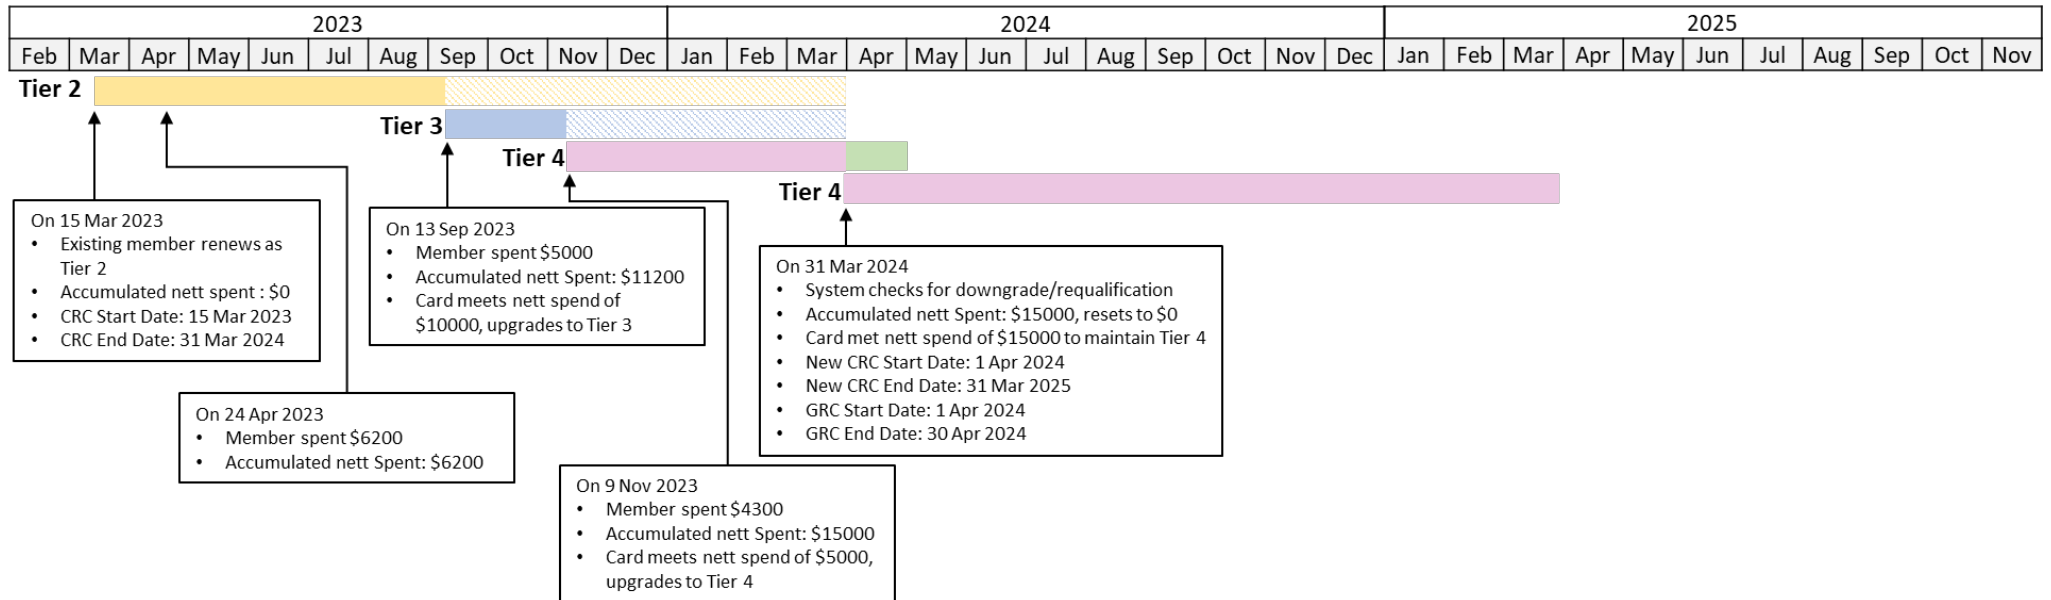 2023 2024 2025
Feb Mar Apr May Jun Jul Aug Sep Oct Nov Dec Jan Feb Mar Apr May Jun Jul Aug Sep Oct Nov Dec Jan Feb Mar Apr May Jun Jul Aug Sep Oct Nov
Tier 2
Tier 3
Tier 4
Tier 4
On 15 Mar 2023
• Existing member renews as
Tier 2
• Accumulated nett spent : $0
• CRC Start Date: 15 Mar 2023
• CRC End Date: 31 Mar 2024
On 24 Apr 2023
• Member spent $6200
• Accumulated nett Spent: $6200
On 13 Sep 2023
• Member spent $5000
• Accumulated nett Spent: $11200
• Card meets nett spend of
$10000, upgrades to Tier 3
On 9 Nov 2023
• Member spent $4300
• Accumulated nett Spent: $15000
• Card meets nett spend of $5000,
upgrades to Tier 4
On 31 Mar 2024
• System checks for downgrade/requalification
• Accumulated nett Spent: $15000, resets to $0
• Card met nett spend of $15000 to maintain Tier 4
• New CRC Start Date: 1 Apr 2024
• New CRC End Date: 31 Mar 2025
• GRC Start Date: 1 Apr 2024
• GRC End Date: 30 Apr 2024